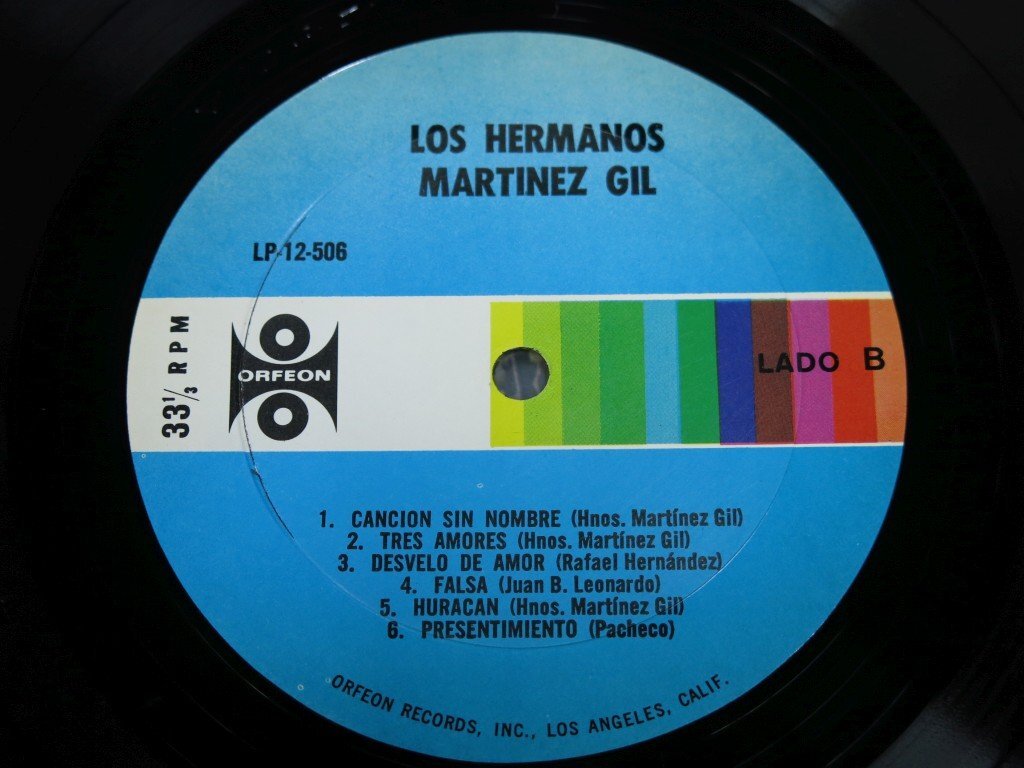 LOS HERMANOS
MARTINEZ GIL
LP-12-506
33 1/3 RPM
ORFEON
LADO B
1. CANCION SIN NOMBRE (Hnos. Martínez Gil)
2. TRES AMORES (Hnos. Martínez Gil)
3. DESVELO DE AMOR (Rafael Hernández)
4. FALSA (Juan B. Leonardo)
5. HURACAN (Hnos. Martínez Gil)
6. PRESENTIMIENTO (Pacheco)
ORFEON RECORDS, INC., LOS ANGELES, CALIF.